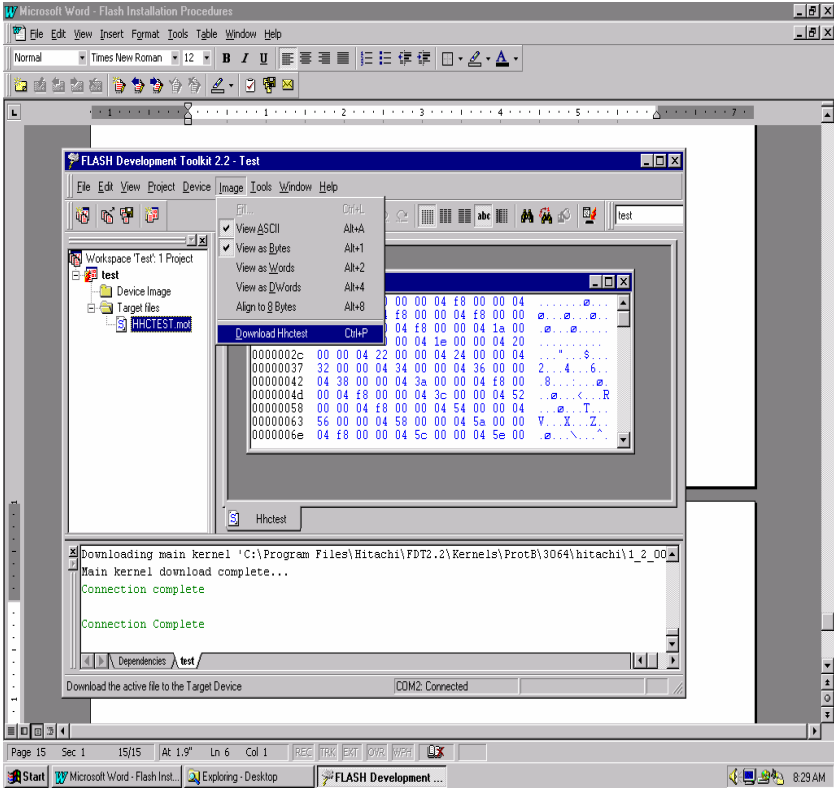 Microsoft Word - Flash Installation Procedures
File Edit View Insert Format Tools Table Window Help
Normal Times New Roman 12 B I U A
L 1 1 2 3 4 5 7
FLASH Development Toolkit 2.2 - Test
File Edit View Project Device Image Tools Window Help
abc test
Fill... Ctrl+L
View ASCII Alt+A
View as Bytes Alt+1
View as Words Alt+2
View as DWords Alt+4
Align to 8 Bytes Alt+8
Download Hhctest Ctrl+P
Workspace 'Test': 1 Project
test
Device Image
Target files
HHCTEST.mot
00 00 04 f8 00 00 04 .......ø...
04 f8 00 00 04 f8 00 00 ø...ø...ø..
04 f8 00 00 04 1a 00 .ø...ø.....
00 04 1e 00 00 04 20 ..........
0000002c 00 00 04 22 00 00 04 24 00 00 04 ..."...$...
00000037 32 00 00 04 34 00 00 04 36 00 00 2...4...6..
00000042 04 38 00 00 04 3a 00 00 04 f8 00 .8...:...ø.
0000004d 00 04 f8 00 00 04 3c 00 00 04 52 ..ø...<...R
00000058 00 00 04 f8 00 00 04 54 00 00 04 ...ø...T...
00000063 56 00 00 04 58 00 00 04 5a 00 00 V...X...Z..
0000006e 04 f8 00 00 04 5c 00 00 04 5e 00 .ø...\...^.
Hhctest
Downloading main kernel 'C:\Program Files\Hitachi\FDT2.2\Kernels\ProtB\3064\hitachi\1_2_00
Main kernel download complete...
Connection complete
Connection Complete
Dependencies test
Download the active file to the Target Device COM2: Connected
Page 15 Sec 1 15/15 At 1.9" Ln 6 Col 1 REC TRK EXT OVR WPH
Start Microsoft Word - Flash Inst... Exploring - Desktop FLASH Development ... 8:29 AM